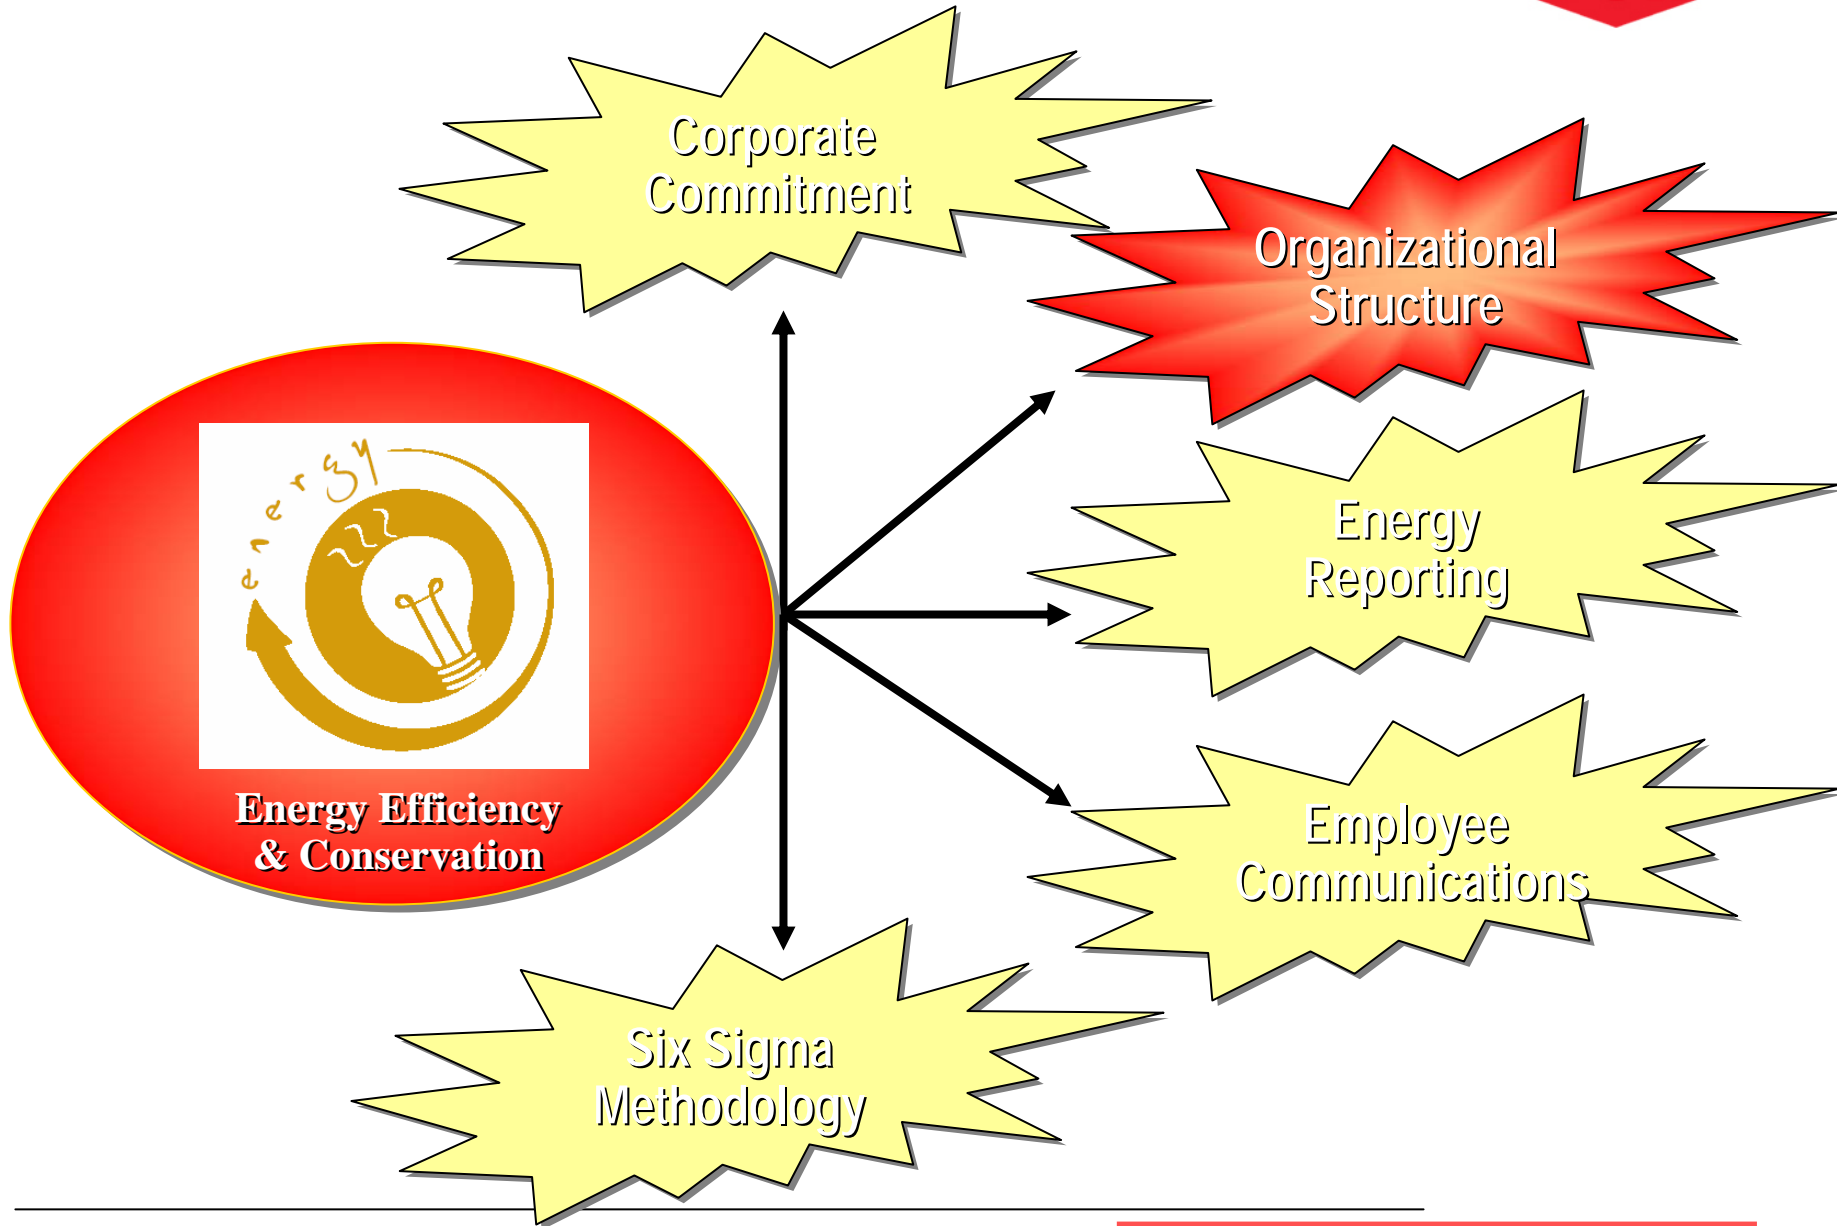 Corporate
Commitment
Organizational
Structure
energy
Energy Efficiency
& Conservation
Energy
Reporting
Employee
Communications
Six Sigma
Methodology